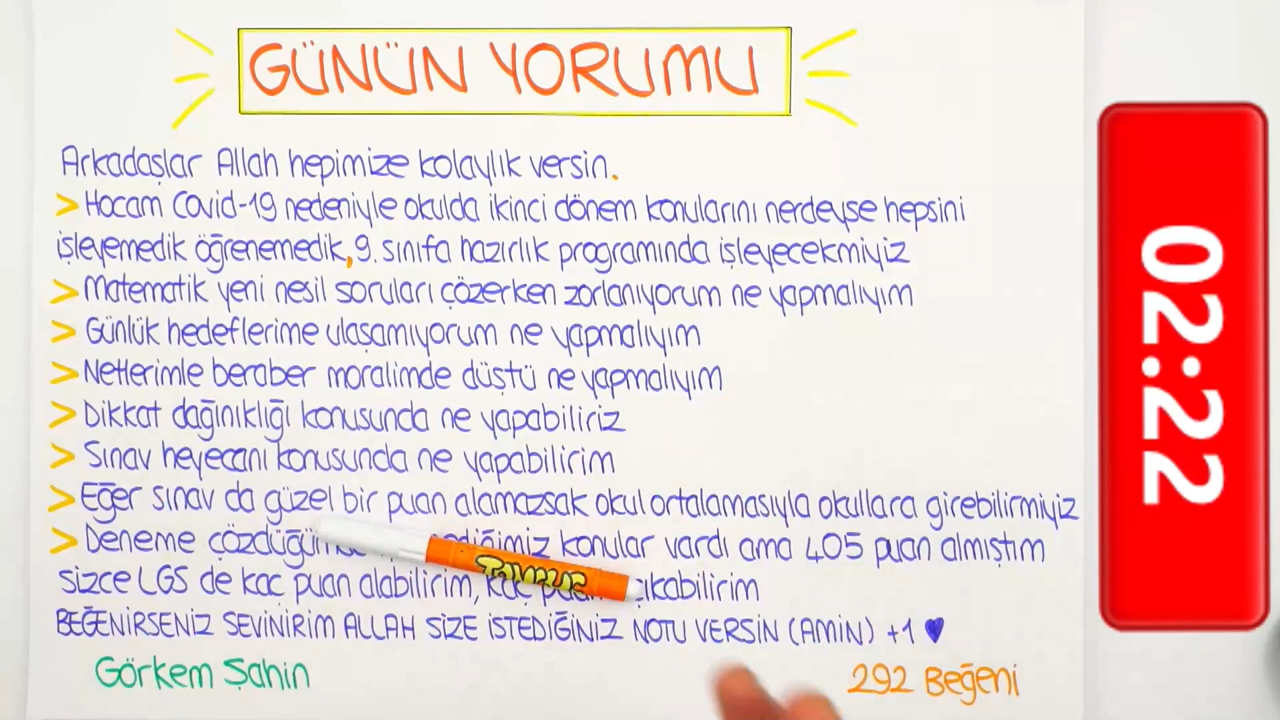 GÜNÜN YORUMU
Arkadaşlar Allah hepimize kolaylık versin.
> Hocam Covid-19 nedeniyle okulda ikinci dönem konularını nerdeyse hepsini
işleyemedik öğrenemedik, 9. sınıfa hazırlık programında işleyecekmiyiz
> Matematik yeni nesil soruları çözerken zorlanıyorum ne yapmalıyım
> Günlük hedeflerime ulaşamıyorum ne yapmalıyım
> Netlerimle beraber moralimde düştü ne yapmalıyım
> Dikkat dağınıklığı konusunda ne yapabiliriz
> Sınav heyecanı konusunda ne yapabilirim
> Eğer sınav da güzel bir puan alamazsak okul ortalamasıyla okullara girebilirmiyiz
> Deneme konular vardı ama 405 puan almıştım
sizce LGS de kaç puan alabilirim, kaç
BEĞENİRSENİZ SEVİNİRİM ALLAH SİZE İSTEDİĞİNİZ NOTU VERSİN (AMİN) +1 ♥
Görkem Şahin
292 Beğeni
02:22